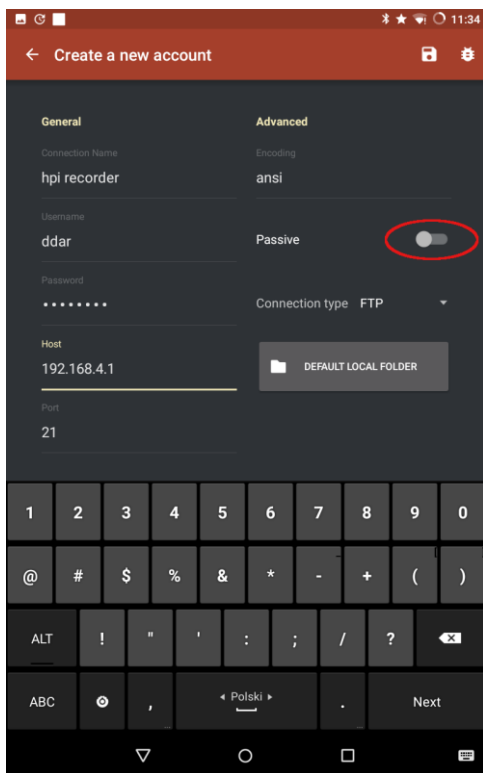 11:34
Create a new account
General
Connection Name
hpi recorder
Username
ddar
Password
••••••••
Host
192.168.4.1
Port
21
Advanced
Encoding
ansi
Passive
Connection type FTP
DEFAULT LOCAL FOLDER
1 2 3 4 5 6 7 8 9 0
@ # $ % & * - + ( )
ALT ! " ' : ; / ?
ABC , Polski . Next